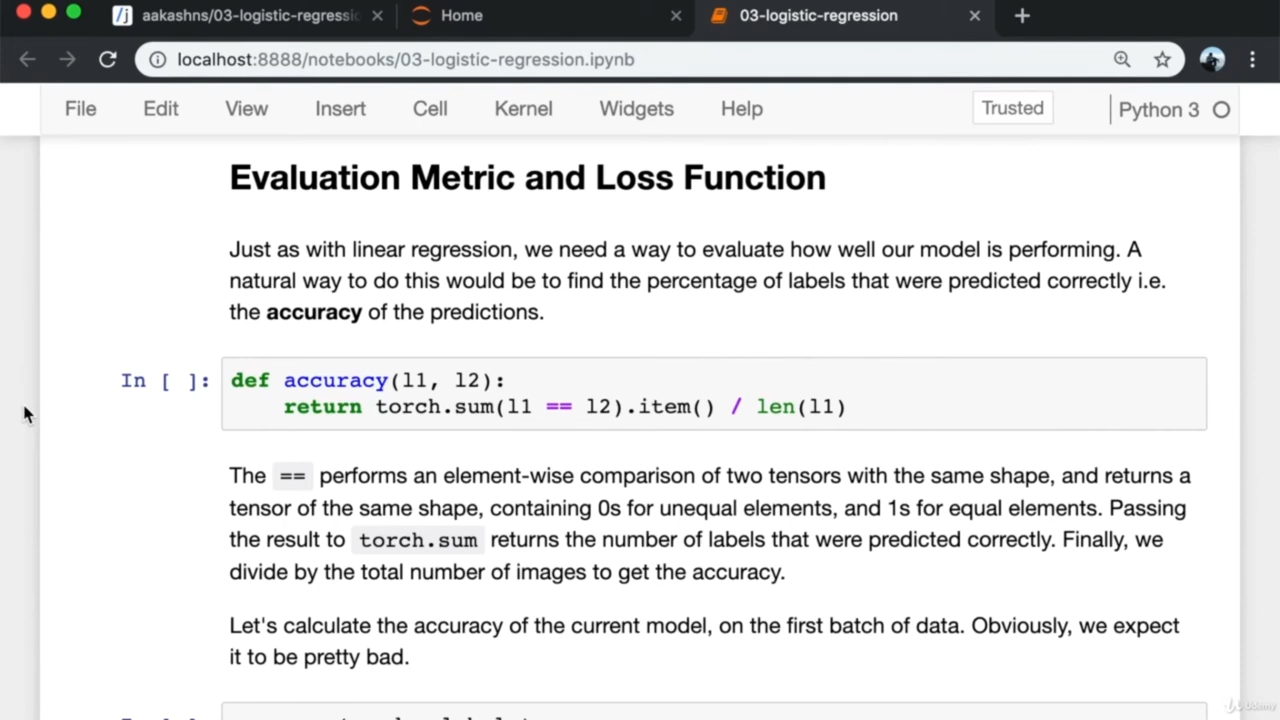 aakashns/03-logistic-regressic
Home
03-logistic-regression
localhost:8888/notebooks/03-logistic-regression.ipynb
File Edit View Insert Cell Kernel Widgets Help Trusted Python 3
Evaluation Metric and Loss Function
Just as with linear regression, we need a way to evaluate how well our model is performing. A
natural way to do this would be to find the percentage of labels that were predicted correctly i.e.
the accuracy of the predictions.
In [ ]: def accuracy(l1, l2):
return torch.sum(l1 == l2).item() / len(l1)
The == performs an element-wise comparison of two tensors with the same shape, and returns a
tensor of the same shape, containing 0s for unequal elements, and 1s for equal elements. Passing
the result to torch.sum returns the number of labels that were predicted correctly. Finally, we
divide by the total number of images to get the accuracy.
Let's calculate the accuracy of the current model, on the first batch of data. Obviously, we expect
it to be pretty bad.
Udemy